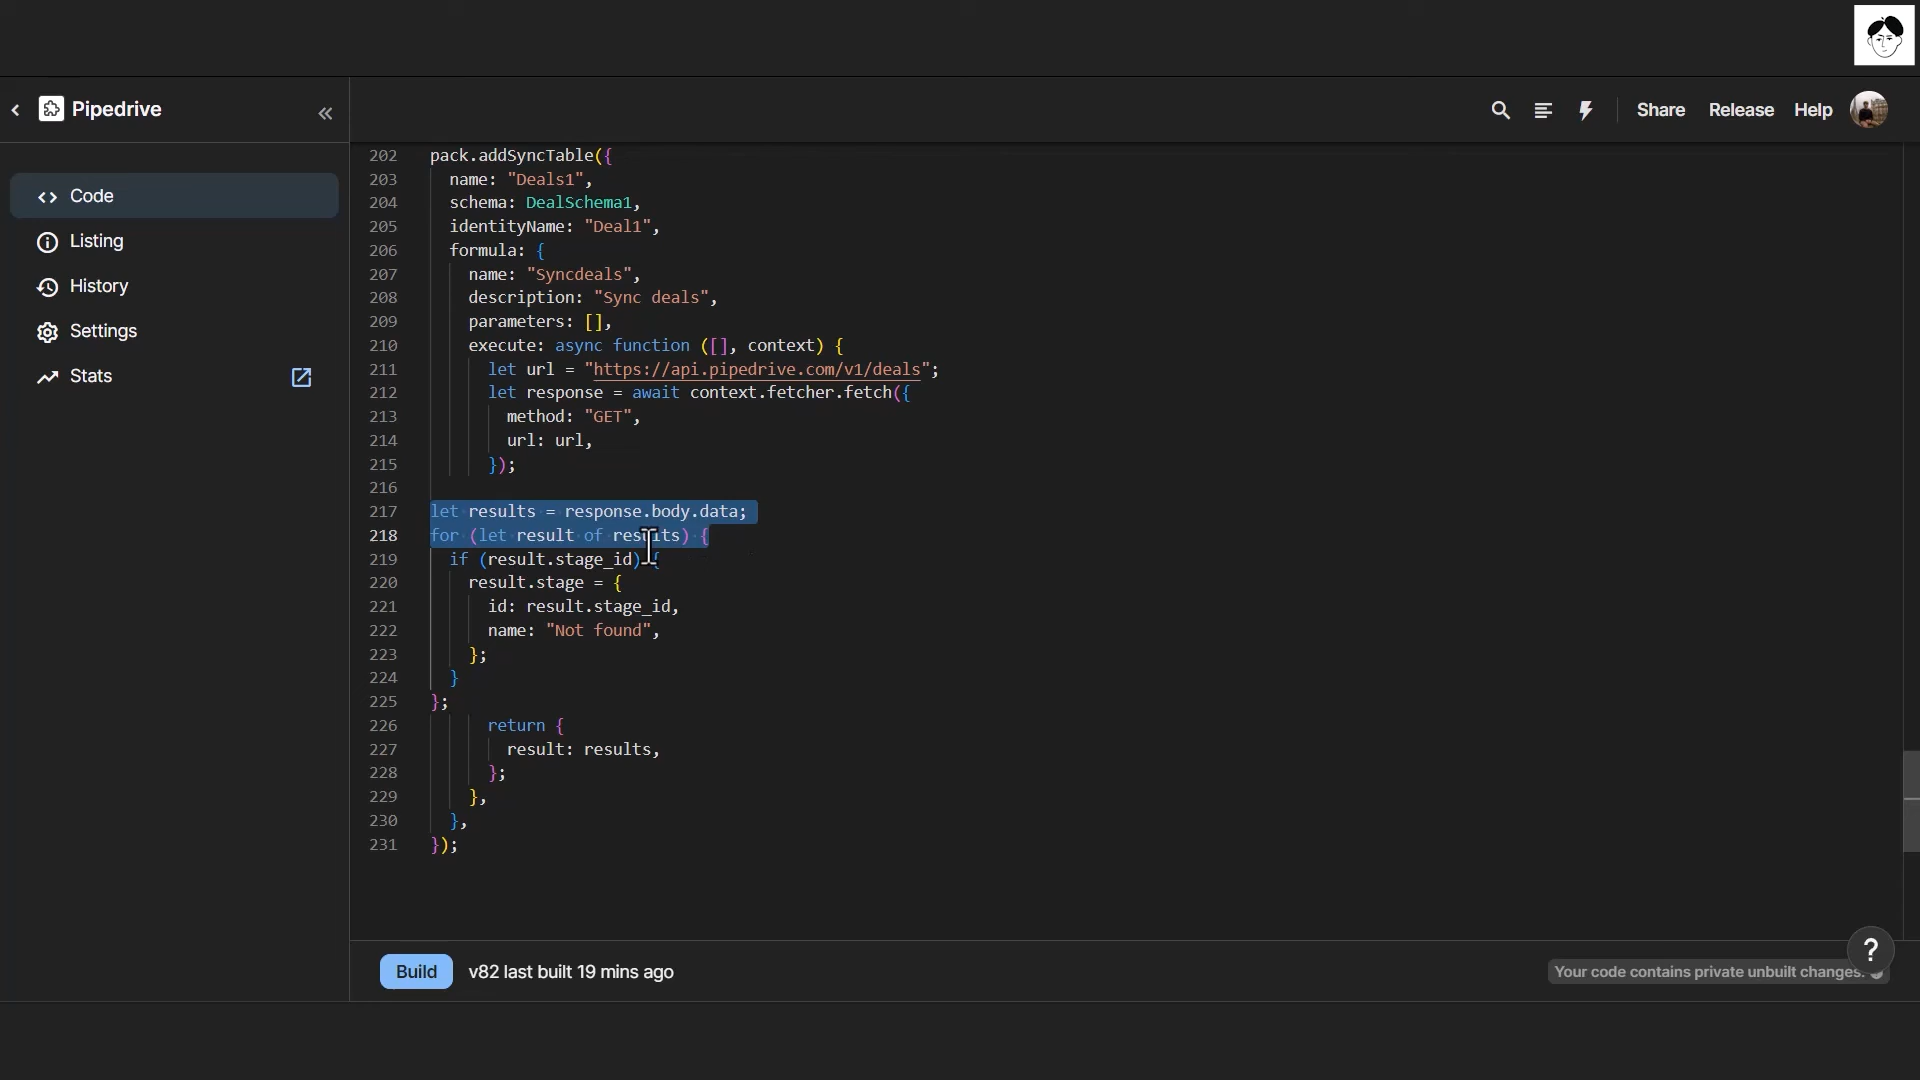 Pipedrive
Share Release Help
Code
Listing
History
Settings
Stats
202 pack.addSyncTable({
203 name: "Deals1",
204 schema: DealSchema1,
205 identityName: "Deal1",
206 formula: {
207 name: "Syncdeals",
208 description: "Sync deals",
209 parameters: [],
210 execute: async function ([], context) {
211 let url = "https://api.pipedrive.com/v1/deals";
212 let response = await context.fetcher.fetch({
213 method: "GET",
214 url: url,
215 });
216
217 let results = response.body.data;
218 for (let result of results) {
219 if (result.stage_id) {
220 result.stage = {
221 id: result.stage_id,
222 name: "Not found",
223 };
224 }
225 };
226 return {
227 result: results,
228 };
229 },
230 },
231 });
Build v82 last built 19 mins ago
Your code contains private unbuilt changes.
?